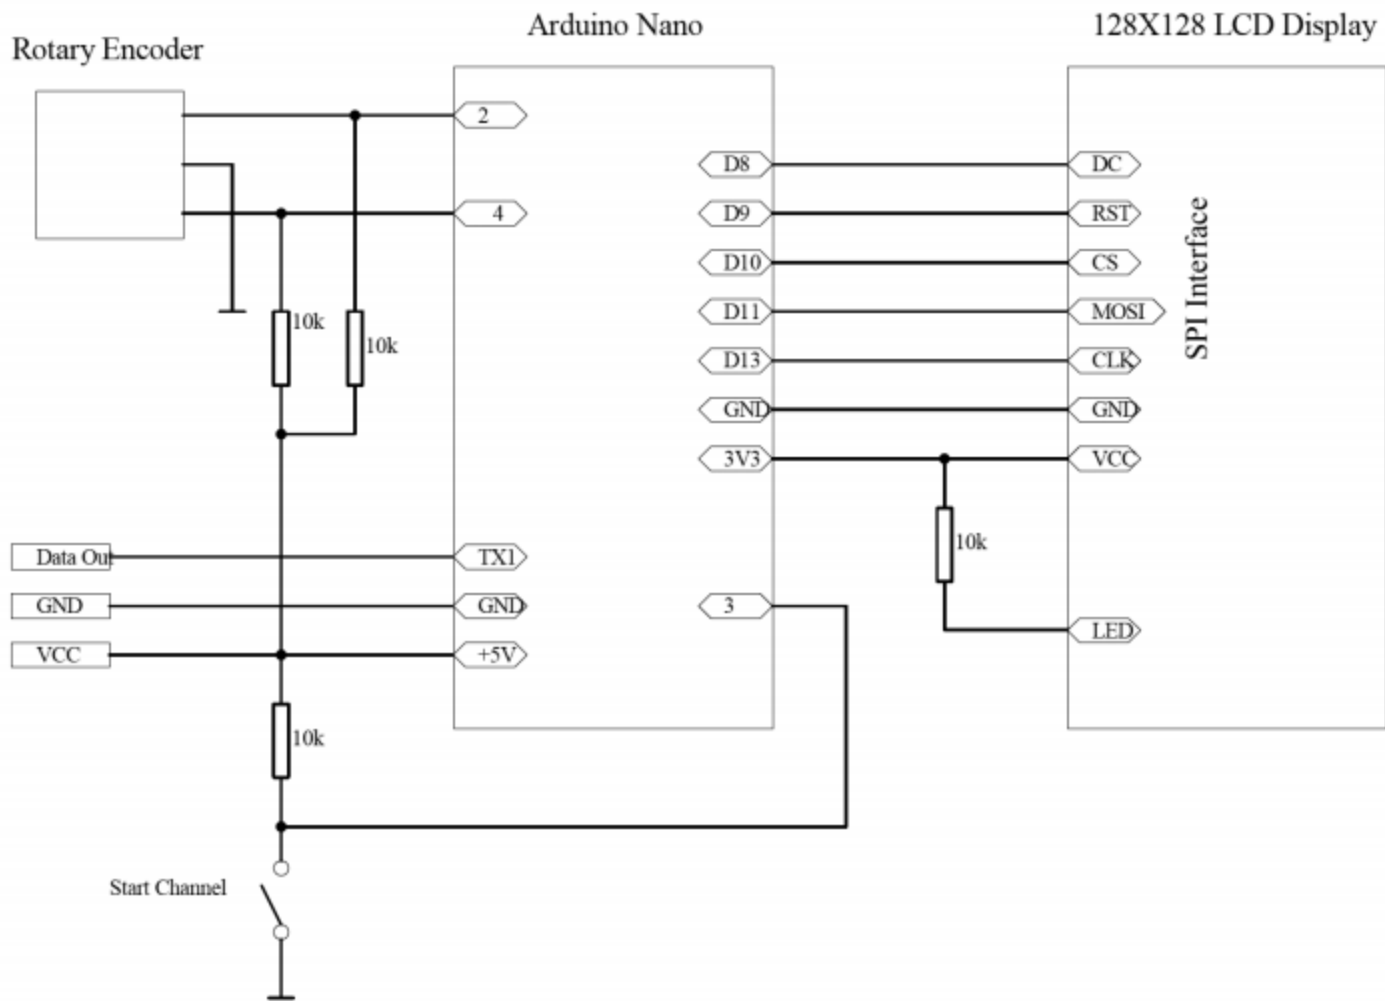 Arduino Nano
128X128 LCD Display
Rotary Encoder
2
4
10k
10k
D8
D9
D10
D11
D13
GND
3V3
3
DC
RST
CS
MOSI
CLK
GND
VCC
LED
SPI Interface
10k
Data Out
GND
VCC
TX1
GND
+5V
10k
Start Channel